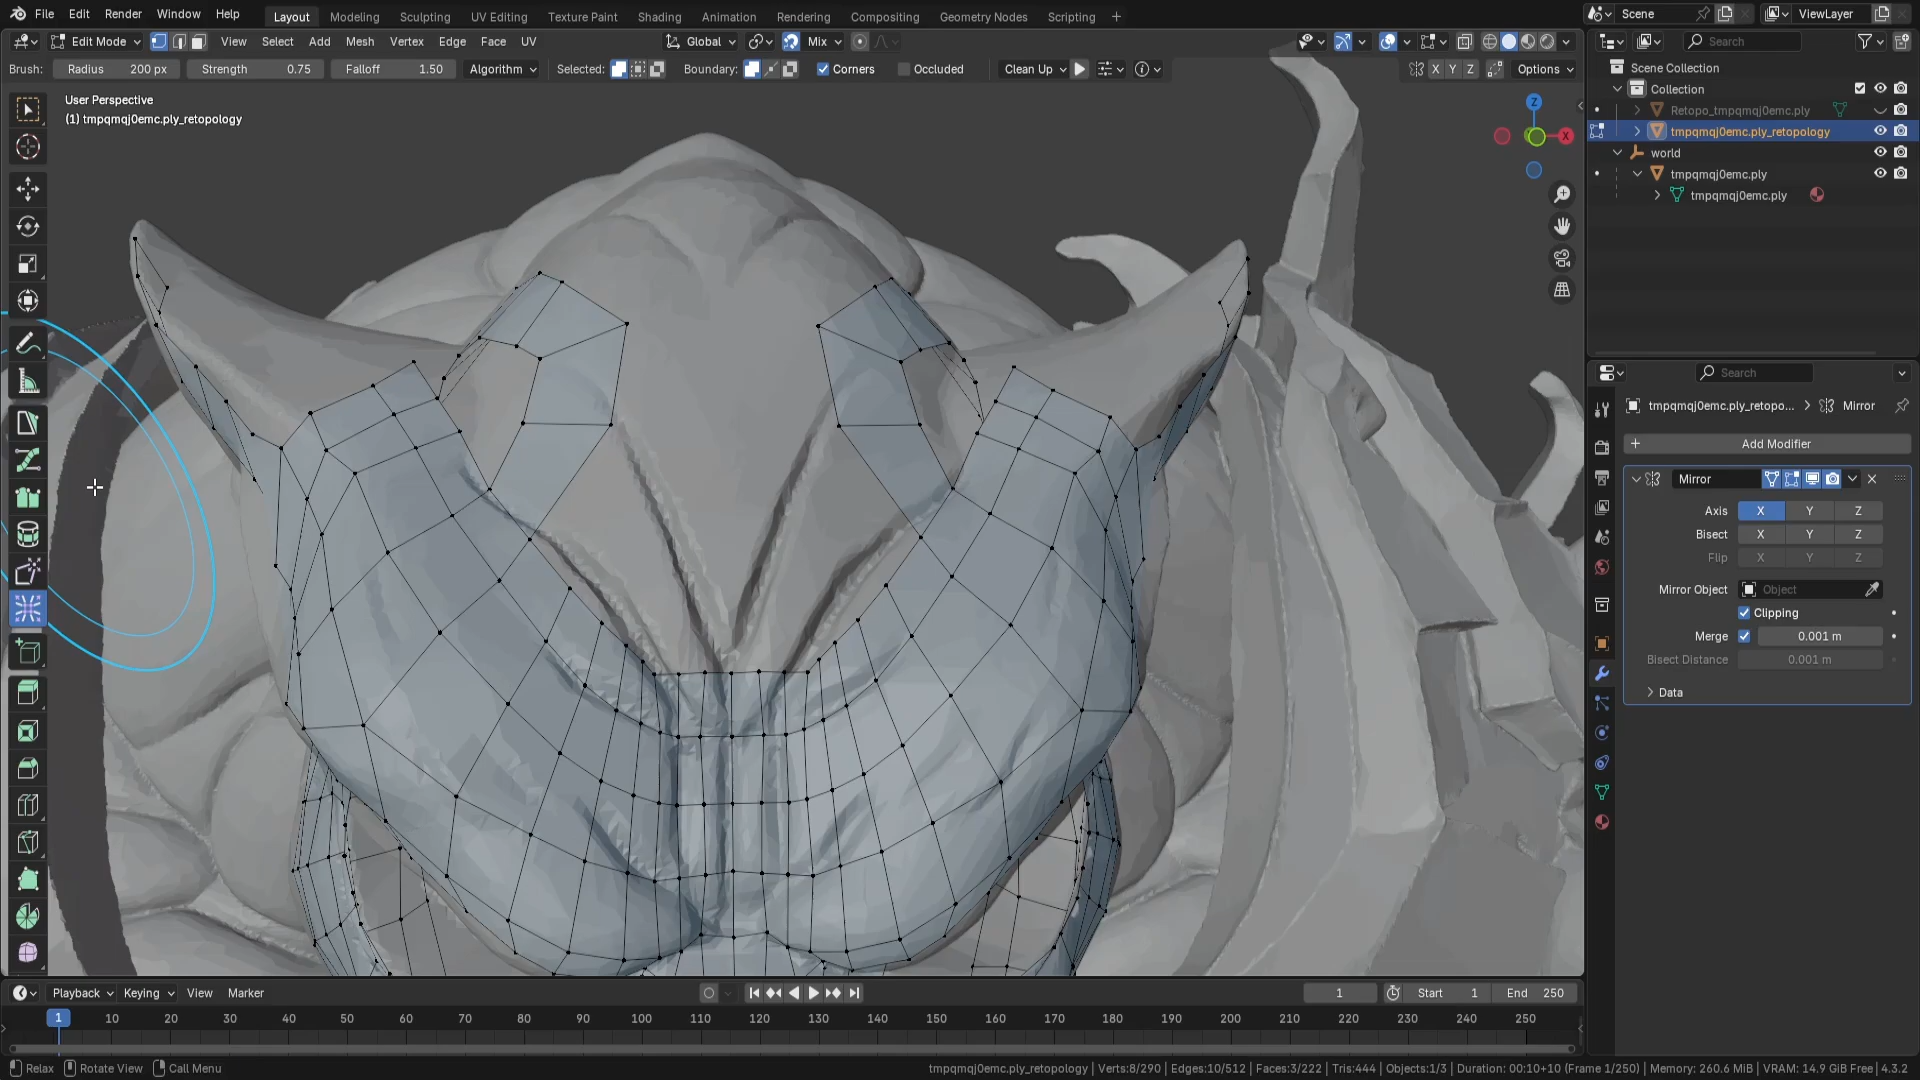 File Edit Render Window Help Layout Modeling Sculpting UV Editing Texture Paint Shading Animation Rendering Compositing Geometry Nodes Scripting + Scene ViewLayer
Edit Mode View Select Add Mesh Vertex Edge Face UV Global Mix Search
Brush: Radius 200 px Strength 0.75 Falloff 1.50 Algorithm Selected: Boundary: Corners Occluded Clean Up X Y Z Options
Scene Collection
Collection
Retopo_tmpqmqj0emc.ply
tmpqmqj0emc.ply_retopology
world
tmpqmqj0emc.ply
tmpqmqj0emc.ply
User Perspective
(1) tmpqmqj0emc.ply_retopology
Z
X
Search
tmpqmqj0emc.ply_retopo... > Mirror
+ Add Modifier
Mirror
Axis X Y Z
Bisect X Y Z
Flip X Y Z
Mirror Object Object
Clipping
Merge 0.001 m
Bisect Distance 0.001 m
Data
Playback Keying View Marker 1 Start 1 End 250
1 10 20 30 40 50 60 70 80 90 100 110 120 130 140 150 160 170 180 190 200 210 220 230 240 250
Relax Rotate View Call Menu tmpqmqj0emc.ply_retopology | Verts:8/290 | Edges:10/512 | Faces:3/222 | Tris:444 | Objects:1/3 | Duration: 00:10+10 (Frame 1/250) | Memory: 260.6 MiB | VRAM: 14.9 GiB Free | 4.3.2